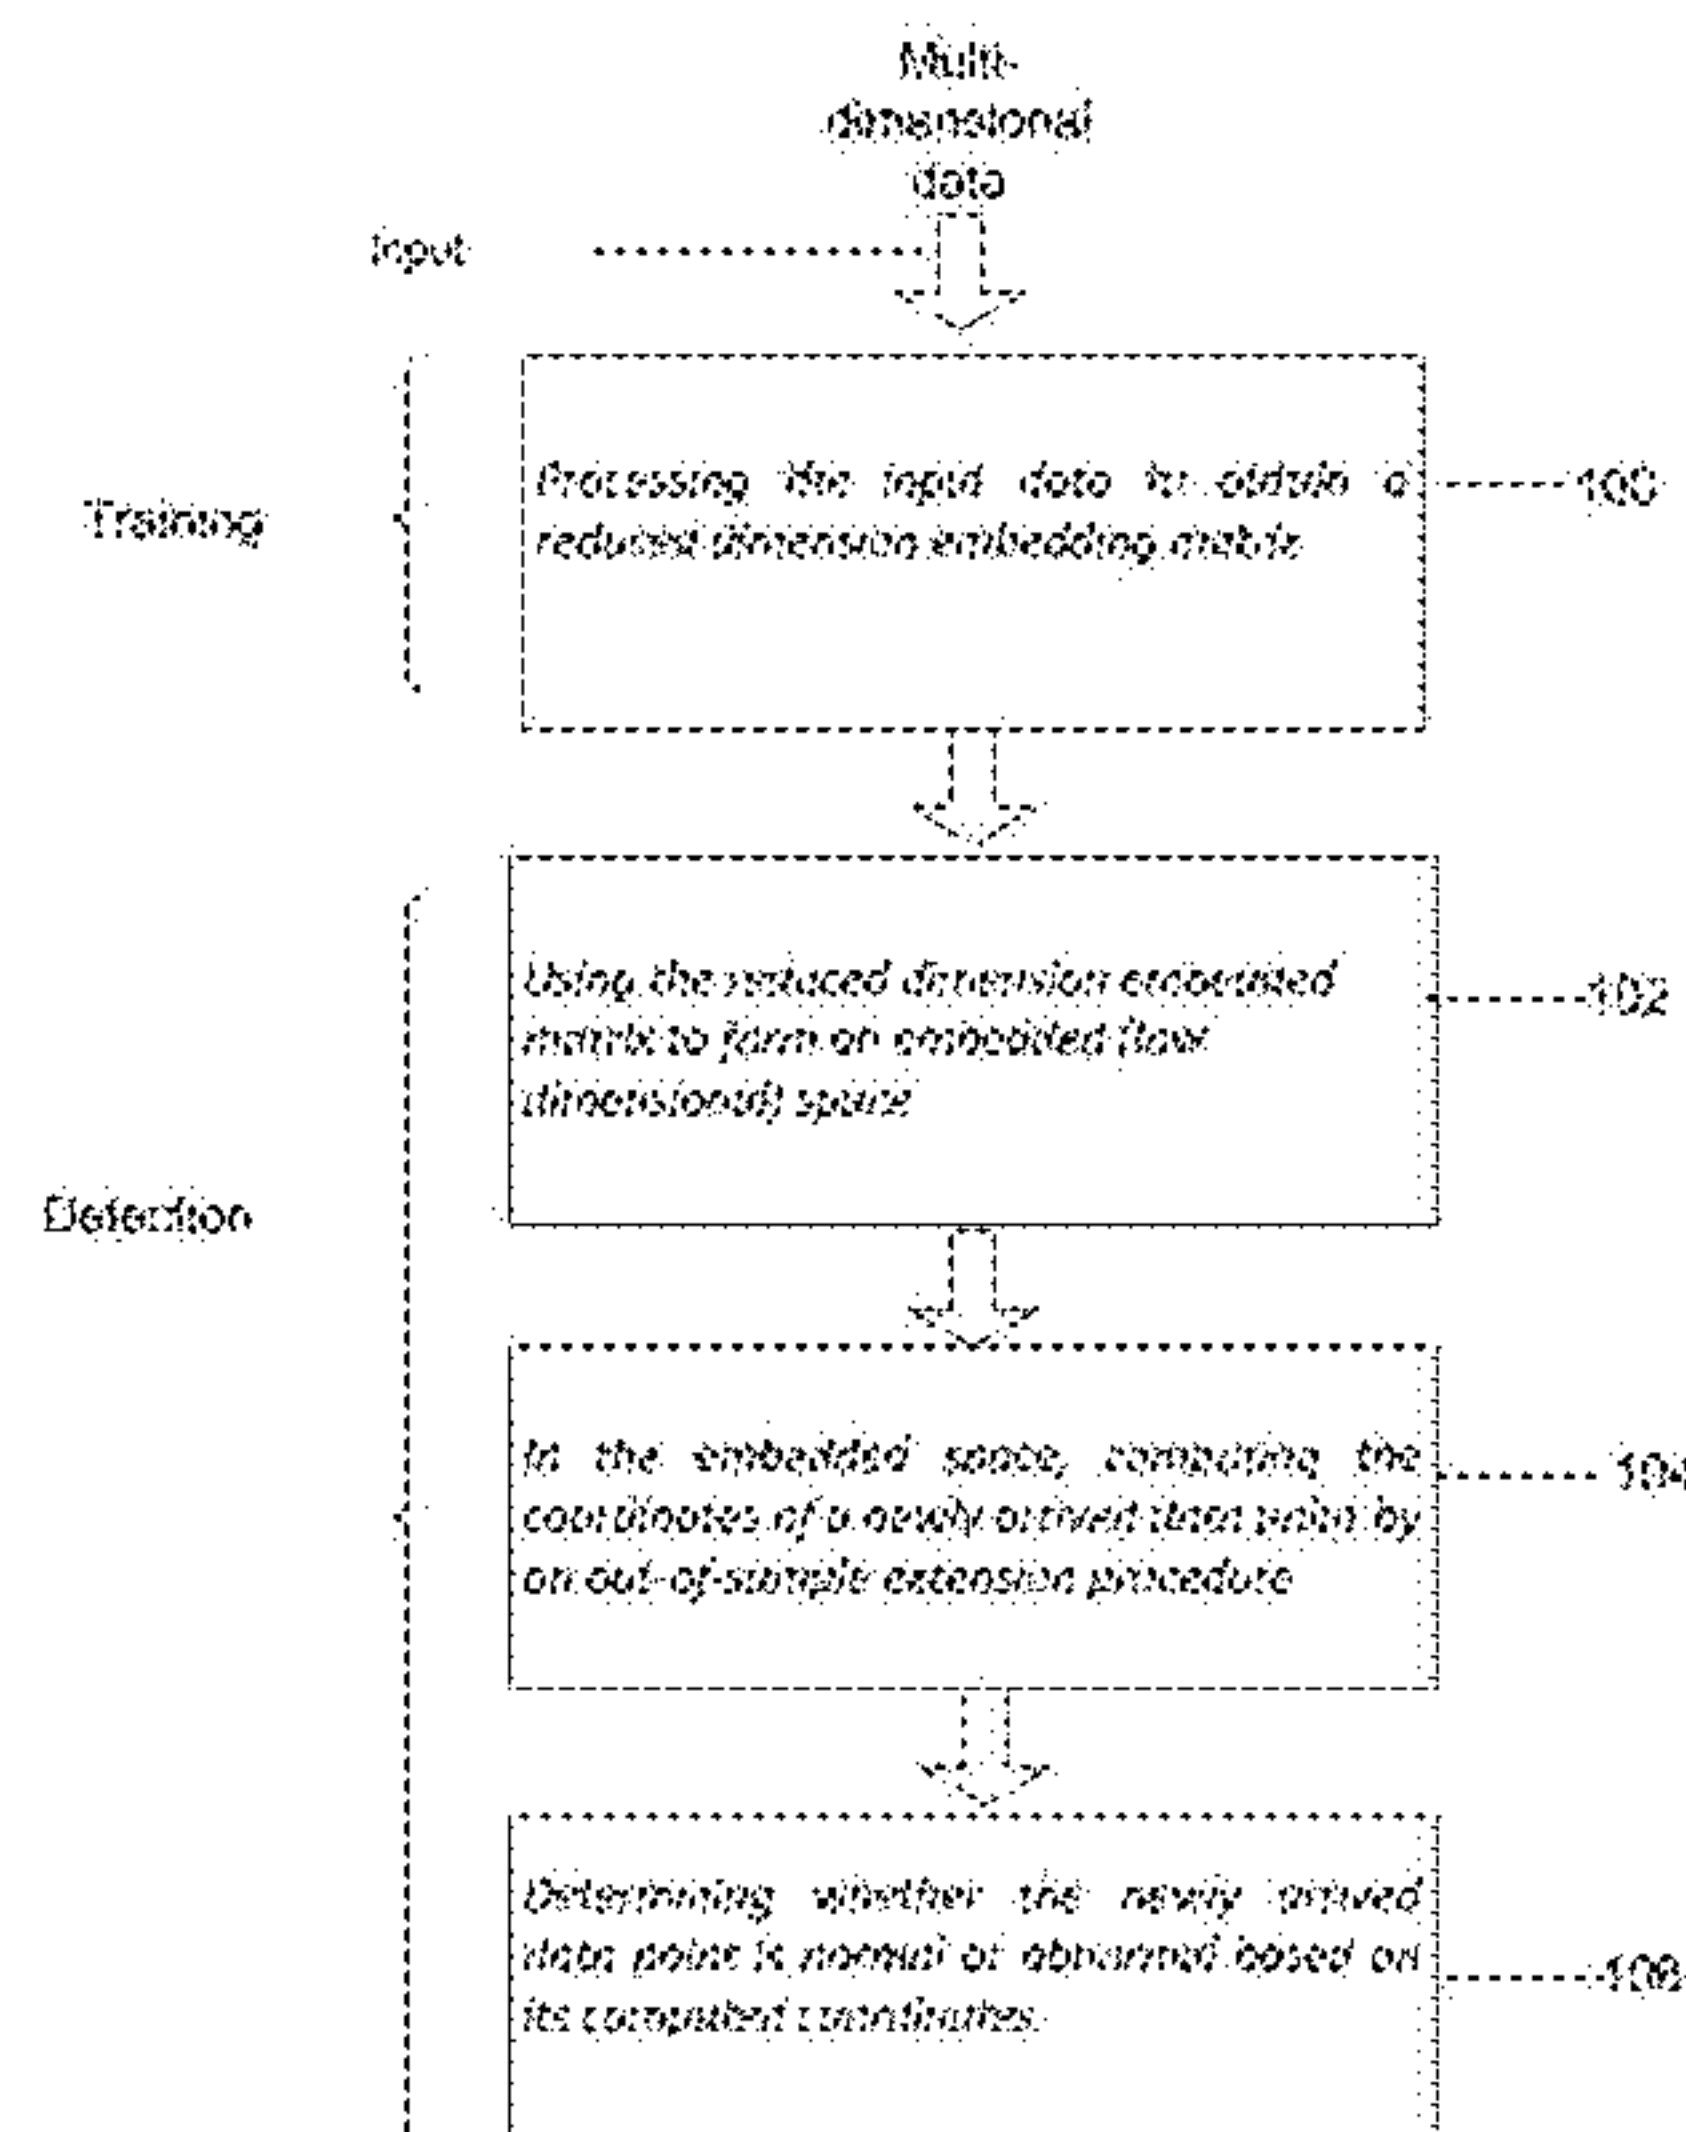 Multi-
dimensional
data
Input
Training
Processing the input data to obtain a
reduced dimension embedding matrix
100
Using the reduced dimension embedded
matrix to form an embedded (low
dimensional) space
102
Detection
In the embedded space, computing the
coordinates of a newly arrived data point by
an out-of-sample extension procedure
104
Determining whether the newly arrived
data point is normal or abnormal based on
its computed coordinates.
106